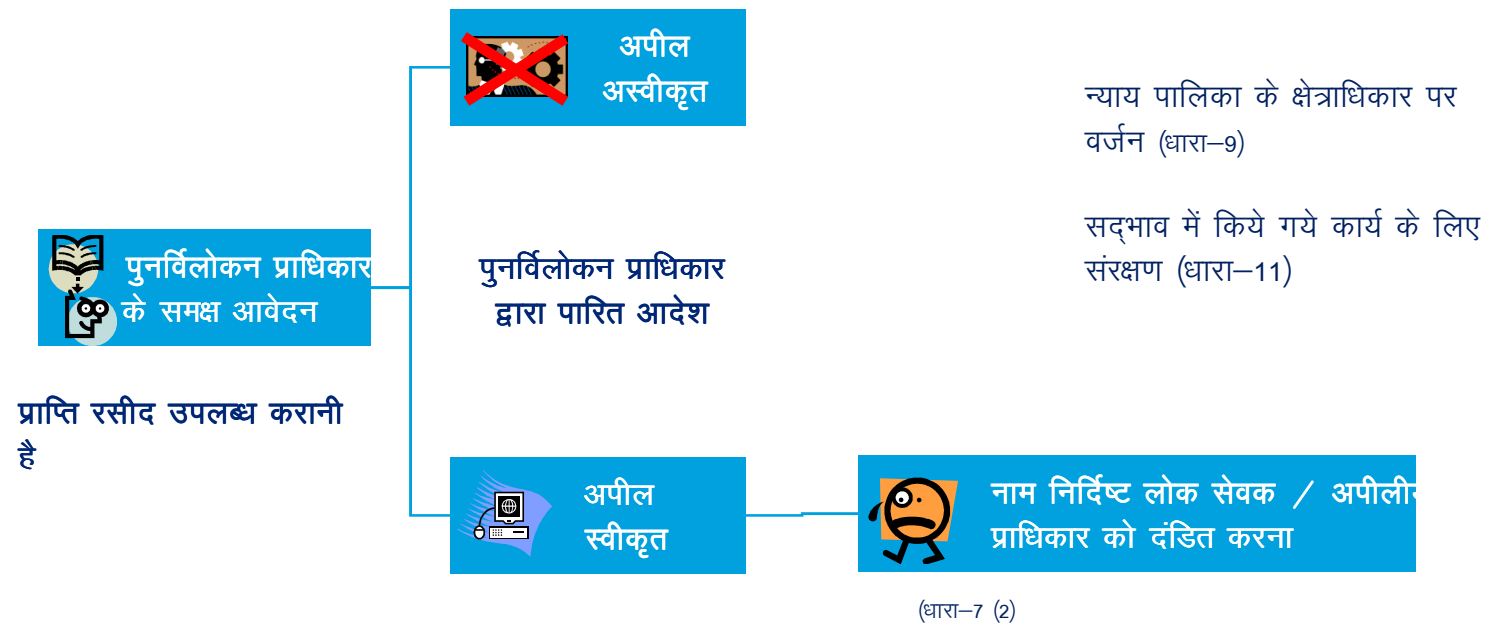 अपील
अस्वीकृत
न्याय पालिका के क्षेत्राधिकार पर
वर्जन (धारा–9)
सद्भाव में किये गये कार्य के लिए
संरक्षण (धारा–11)
पुनर्विलोकन प्राधिकार
के समक्ष आवेदन
पुनर्विलोकन प्राधिकार
द्वारा पारित आदेश
प्राप्ति रसीद उपलब्ध करानी
है
अपील
स्वीकृत
नाम निर्दिष्ट लोक सेवक /
प्राधिकार को दंडित करना
(धारा–7 (2)